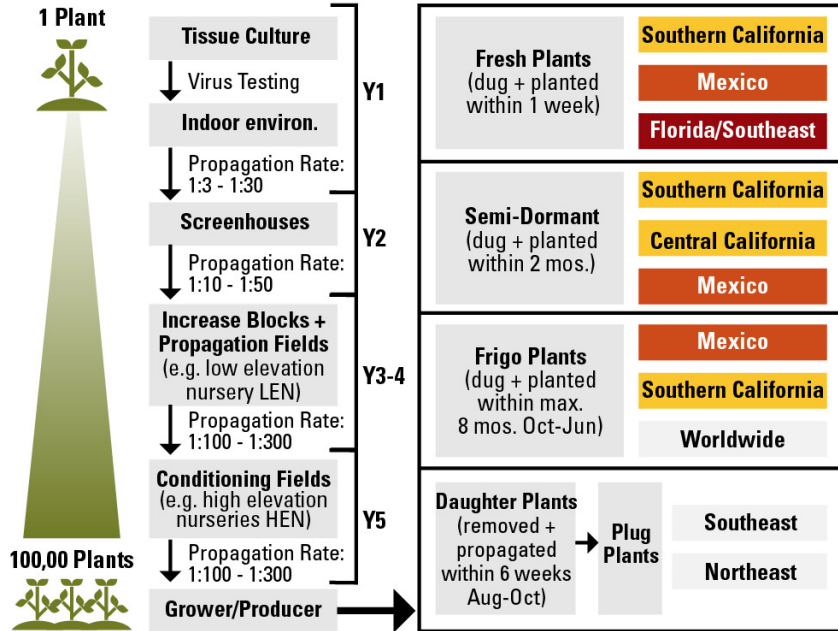 1 Plant
100,00 Plants
Tissue Culture
Virus Testing
Indoor environ.
Propagation Rate:
1:3 - 1:30
Screenhouses
Propagation Rate:
1:10 - 1:50
Increase Blocks +
Propagation Fields
(e.g. low elevation
nursery LEN)
Propagation Rate:
1:100 - 1:300
Conditioning Fields
(e.g. high elevation
nurseries HEN)
Propagation Rate:
1:100 - 1:300
Grower/Producer
Y1
Y2
Y3-4
Y5
Fresh Plants
(dug + planted
within 1 week)
Southern California
Mexico
Florida/Southeast
Semi-Dormant
(dug + planted
within 2 mos.)
Southern California
Central California
Mexico
Frigo Plants
(dug + planted
within max.
8 mos. Oct-Jun)
Mexico
Southern California
Worldwide
Daughter Plants
(removed +
propagated
within 6 weeks
Aug-Oct)
Plug
Plants
Southeast
Northeast